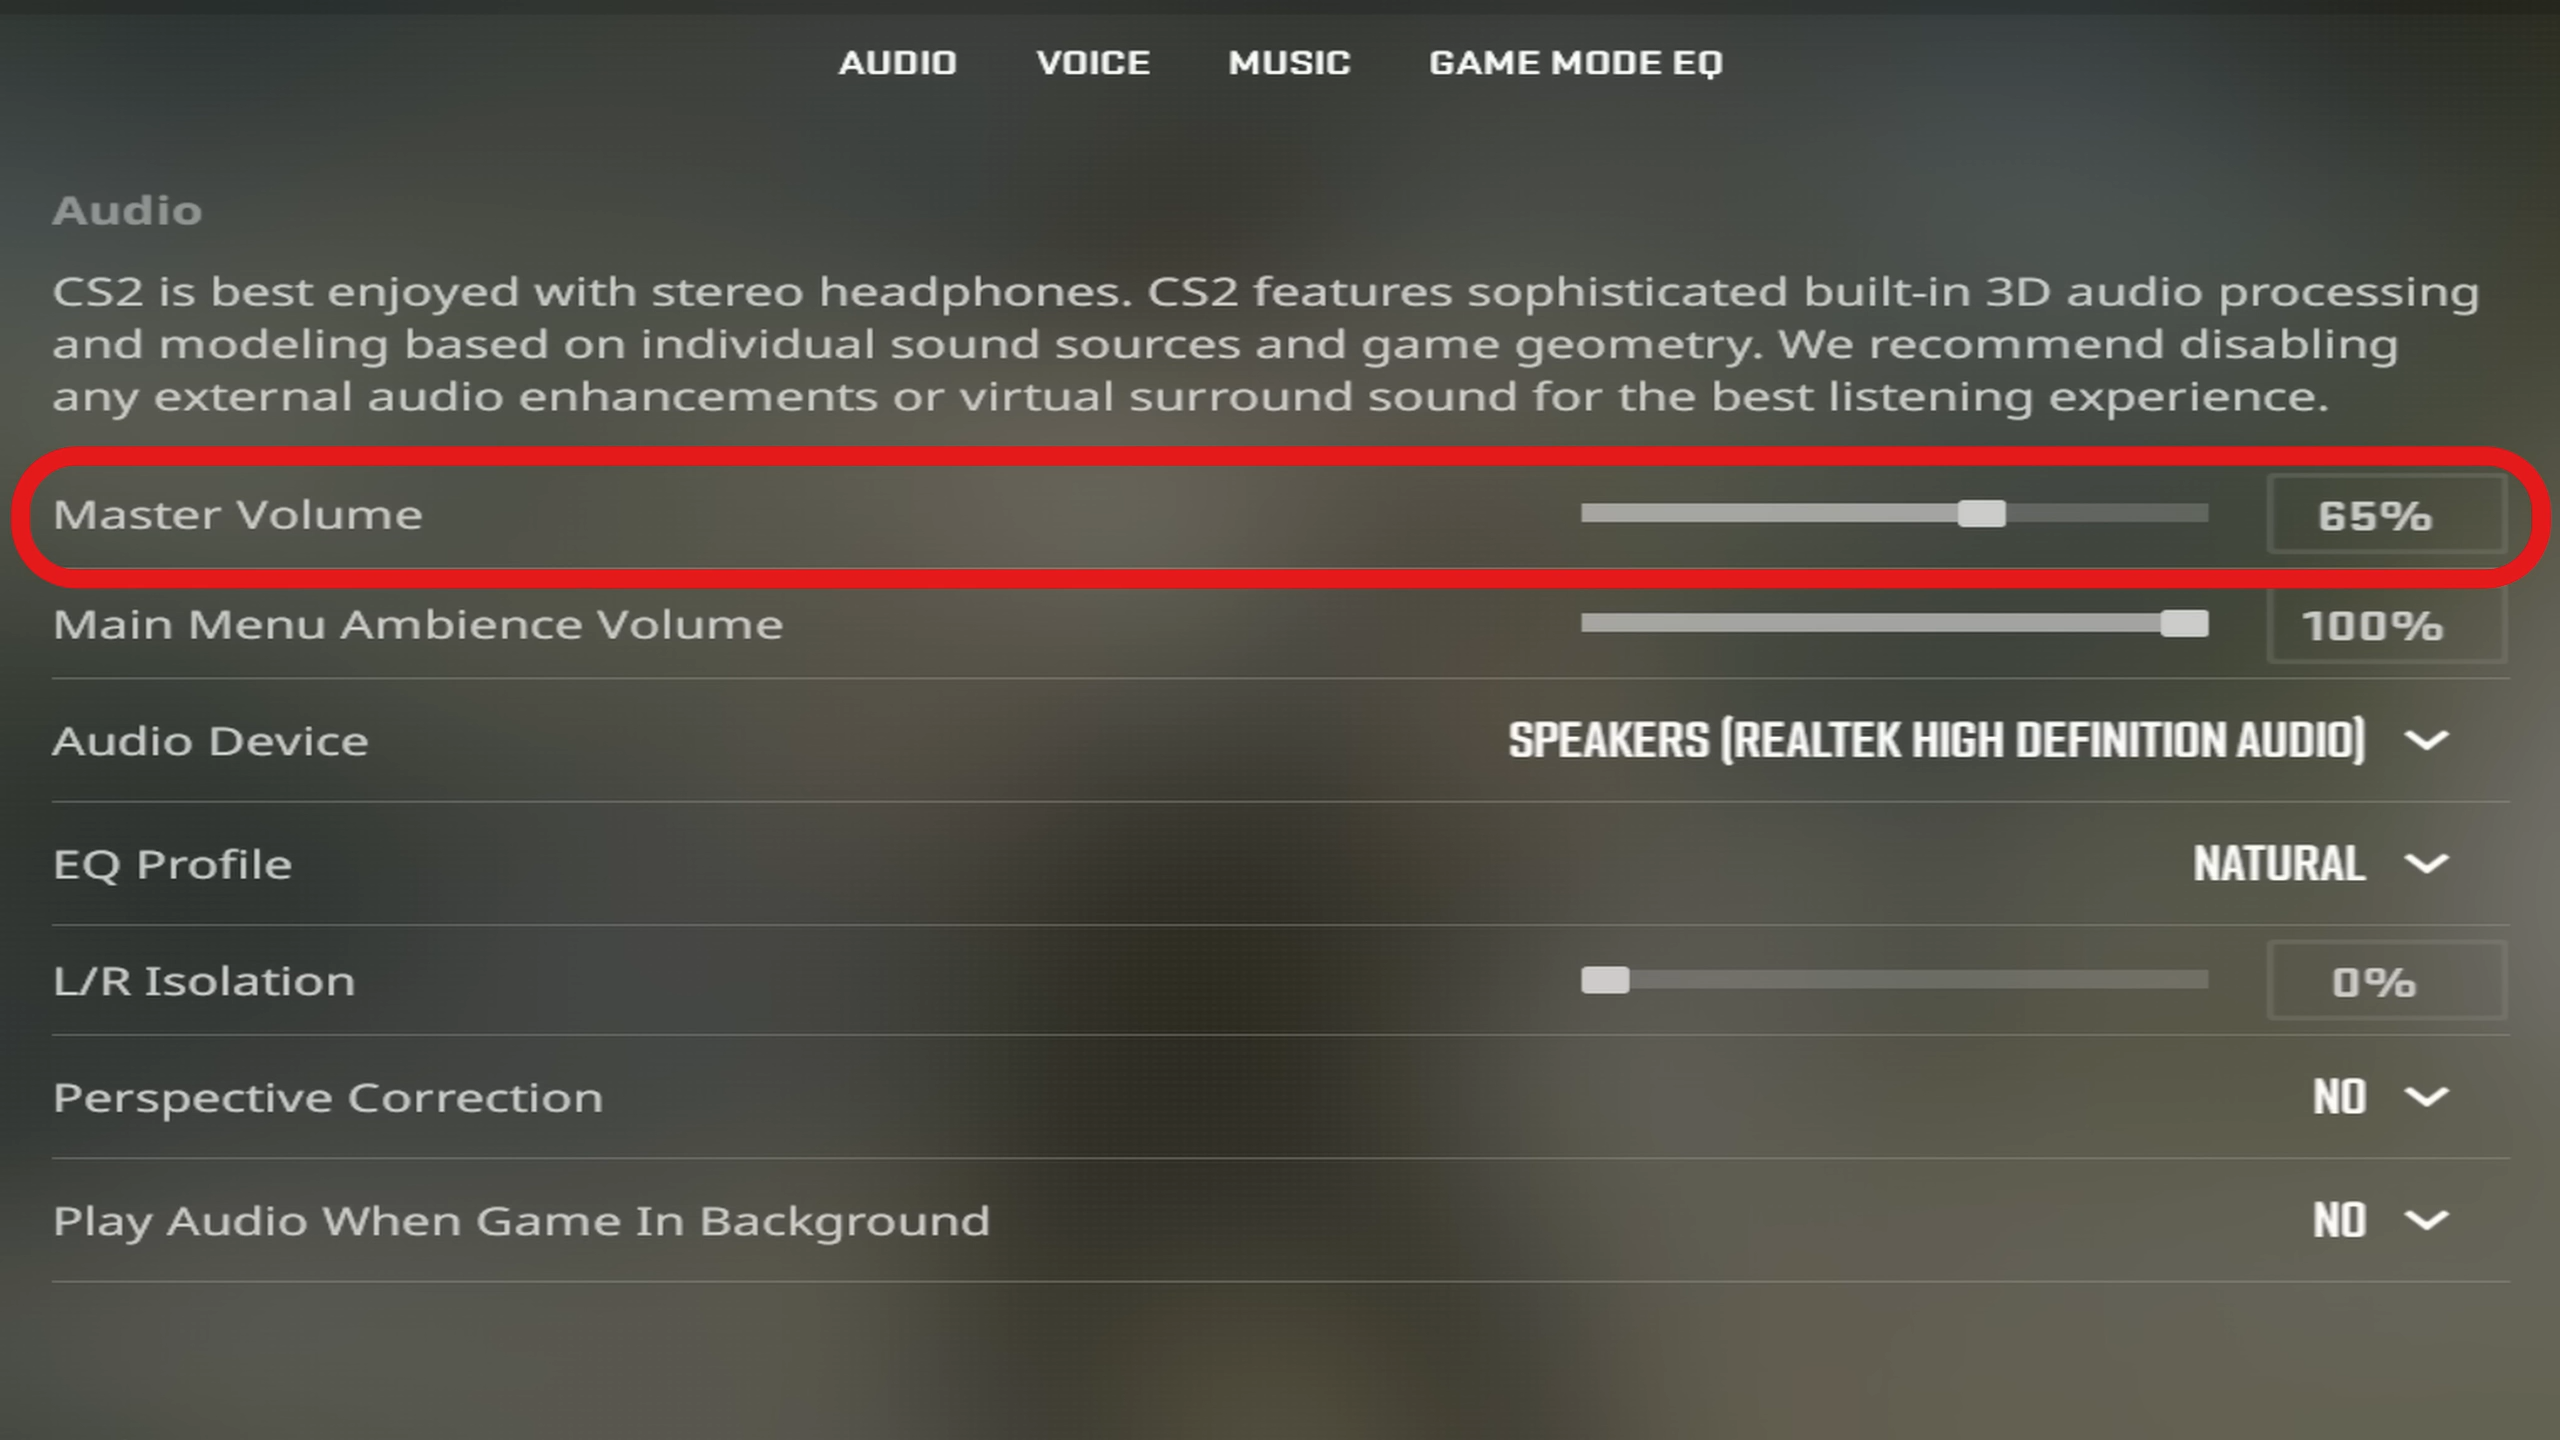 AUDIO VOICE MUSIC GAME MODE EQ
Audio
CS2 is best enjoyed with stereo headphones. CS2 features sophisticated built-in 3D audio processing
and modeling based on individual sound sources and game geometry. We recommend disabling
any external audio enhancements or virtual surround sound for the best listening experience.
Master Volume 65%
Main Menu Ambience Volume 100%
Audio Device SPEAKERS (REALTEK HIGH DEFINITION AUDIO)
EQ Profile NATURAL
L/R Isolation 0%
Perspective Correction NO
Play Audio When Game In Background NO